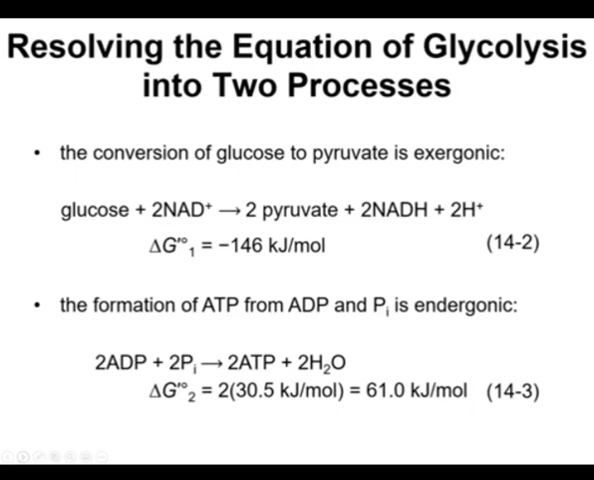 Resolving the Equation of Glycolysis
into Two Processes
• the conversion of glucose to pyruvate is exergonic:
glucose + 2NAD⁺ → 2 pyruvate + 2NADH + 2H⁺
ΔG'°₁ = −146 kJ/mol (14-2)
• the formation of ATP from ADP and Pᵢ is endergonic:
2ADP + 2Pᵢ → 2ATP + 2H₂O
ΔG'°₂ = 2(30.5 kJ/mol) = 61.0 kJ/mol (14-3)